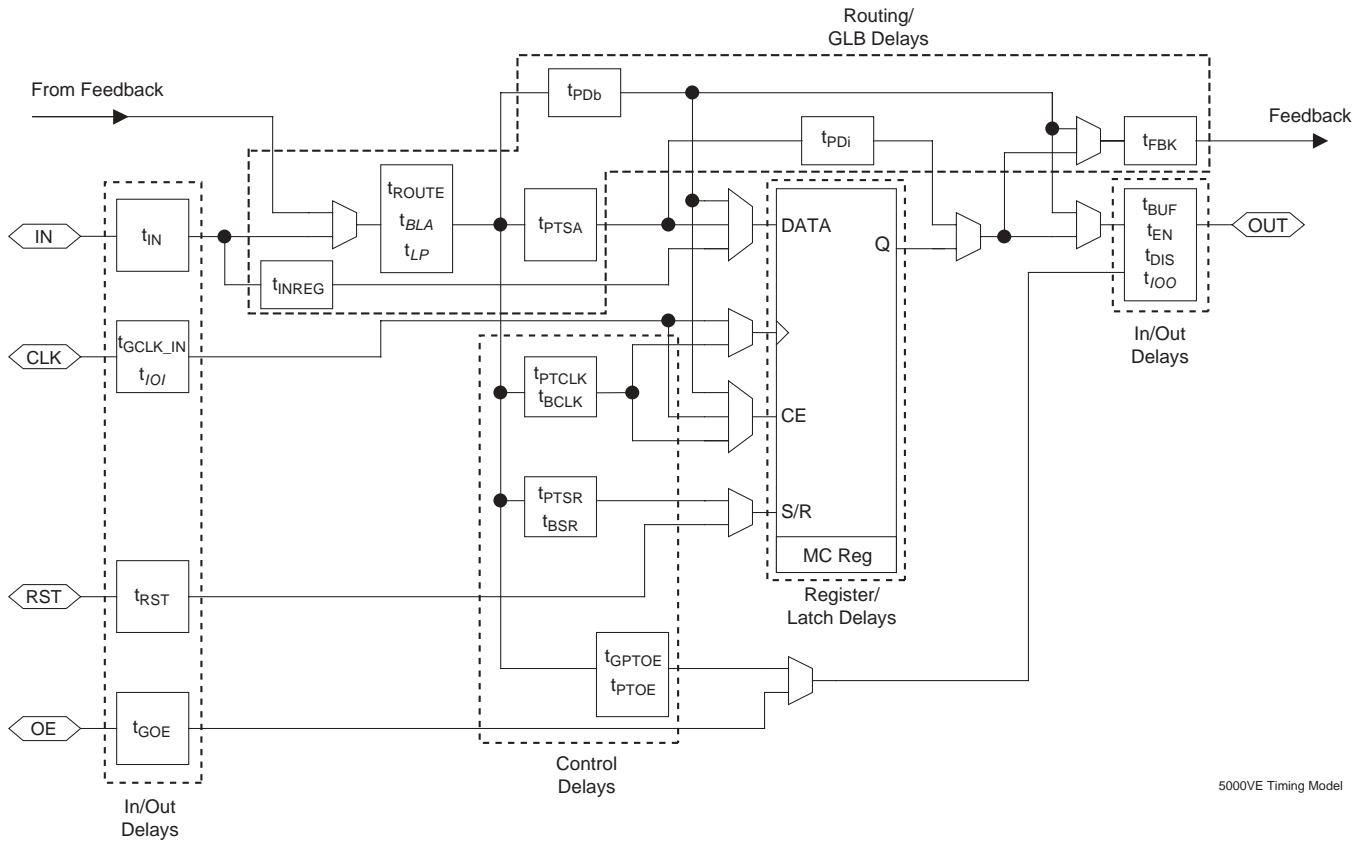 Routing/
GLB Delays
From Feedback
tPDb
Feedback
tPDi
tFBK
tROUTE
tBLA
tLP
IN
tIN
tPTSA
DATA
Q
tBUF
tEN
tDIS
tIOO
OUT
tINREG
In/Out
Delays
CLK
tGCLK_IN
tIOI
tPTCLK
tBCLK
CE
tPTSR
tBSR
S/R
MC Reg
RST
tRST
Register/
Latch Delays
tGPTOE
tPTOE
OE
tGOE
Control
Delays
5000VE Timing Model
In/Out
Delays